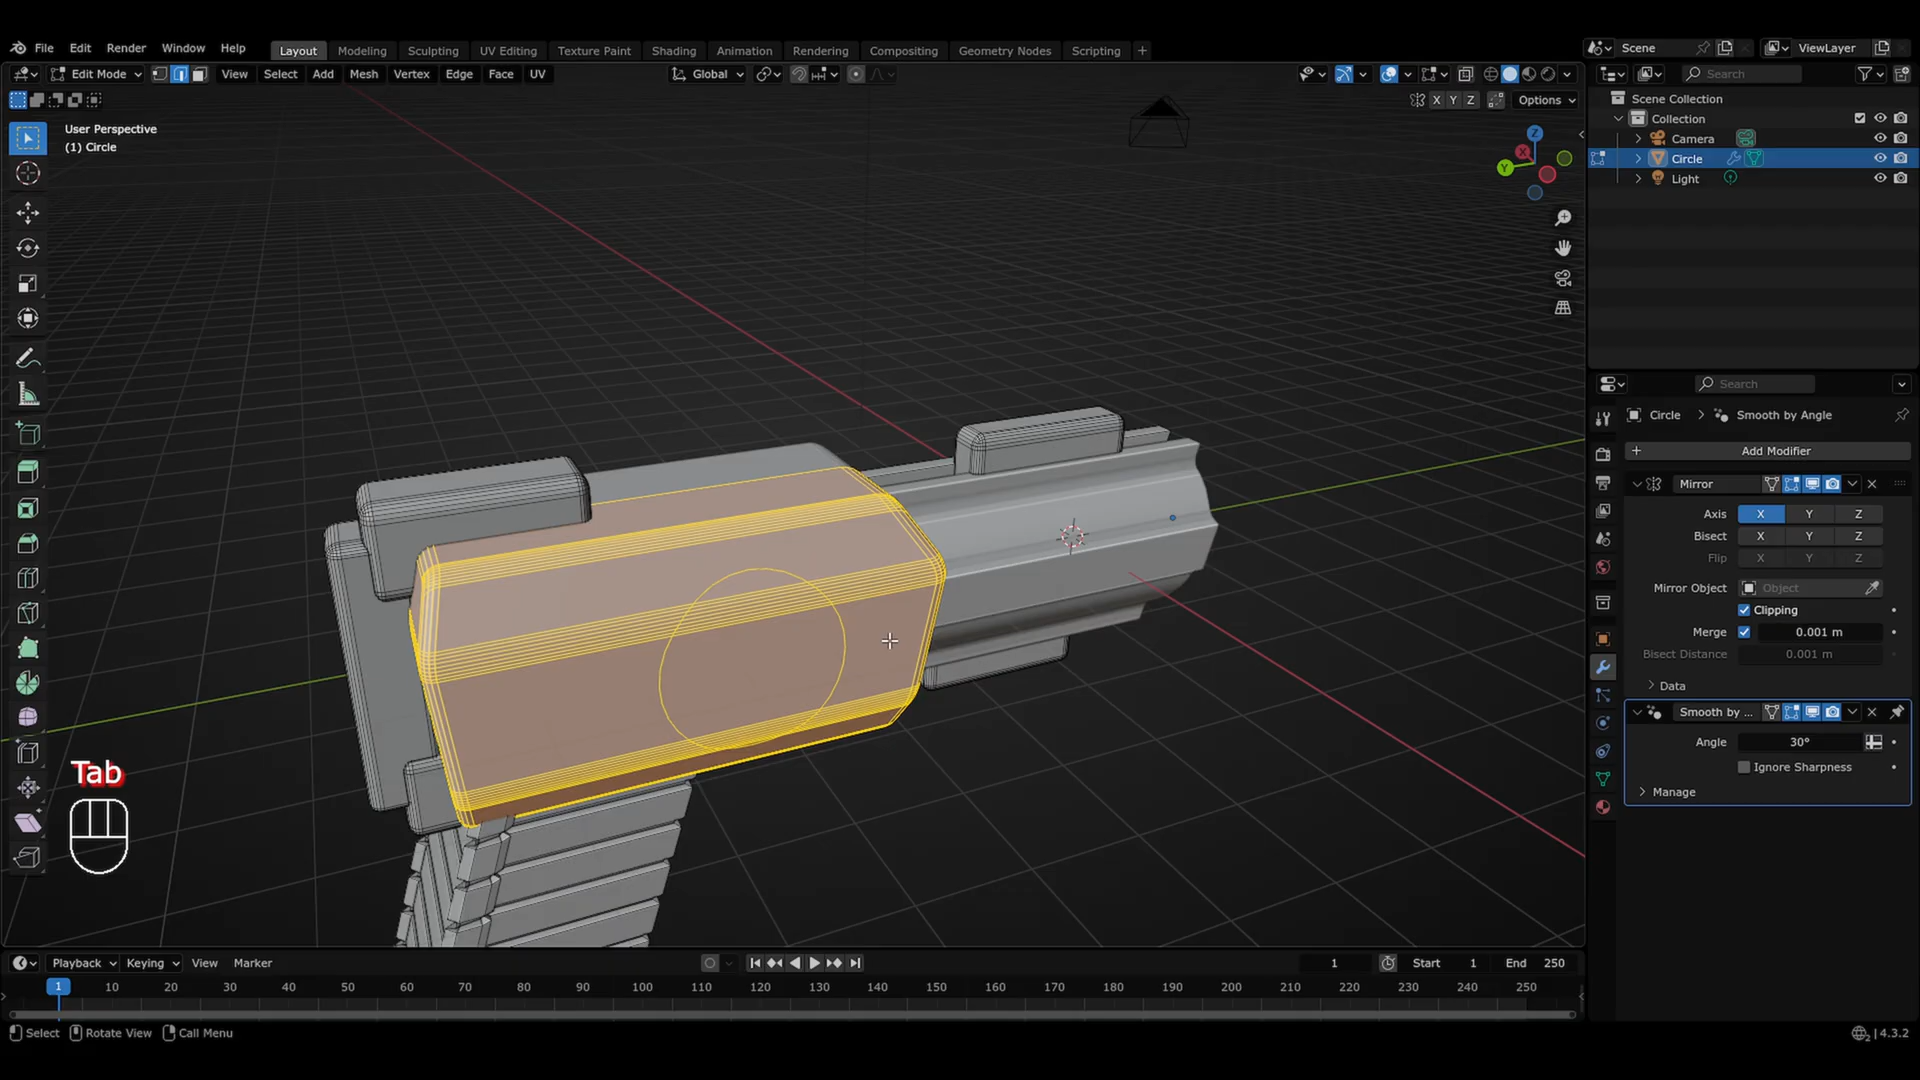 File Edit Render Window Help Layout Modeling Sculpting UV Editing Texture Paint Shading Animation Rendering Compositing Geometry Nodes Scripting + Scene ViewLayer
Edit Mode View Select Add Mesh Vertex Edge Face UV Global Search
X Y Z Options
Scene Collection
Collection
Camera
Circle
Light
User Perspective
(1) Circle
Z
X
Y
Search
Circle > Smooth by Angle
+ Add Modifier
Mirror
Axis X Y Z
Bisect X Y Z
Flip X Y Z
Mirror Object Object
Clipping
Merge 0.001 m
Bisect Distance 0.001 m
Data
Smooth by ...
Angle 30°
Ignore Sharpness
Manage
Tab
Playback Keying View Marker 1 Start 1 End 250
1 10 20 30 40 50 60 70 80 90 100 110 120 130 140 150 160 170 180 190 200 210 220 230 240 250
Select Rotate View Call Menu 4.3.2